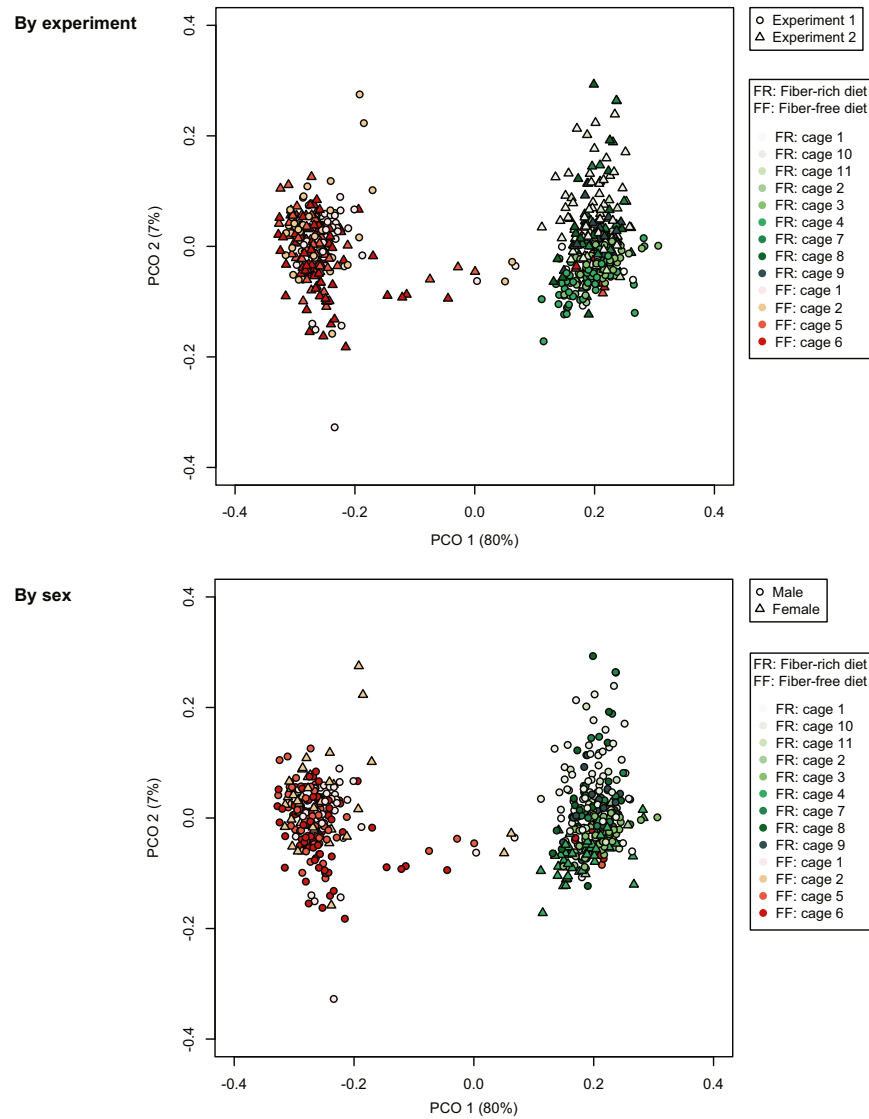 By experiment
Experiment 1
Experiment 2
FR: Fiber-rich diet
FF: Fiber-free diet
FR: cage 1
FR: cage 10
FR: cage 11
FR: cage 2
FR: cage 3
FR: cage 4
FR: cage 7
FR: cage 8
FR: cage 9
FF: cage 1
FF: cage 2
FF: cage 5
FF: cage 6
PCO 2 (7%)
0.4
0.2
0.0
-0.2
-0.4
-0.4
-0.2
0.0
0.2
0.4
PCO 1 (80%)
By sex
Male
Female
FR: Fiber-rich diet
FF: Fiber-free diet
FR: cage 1
FR: cage 10
FR: cage 11
FR: cage 2
FR: cage 3
FR: cage 4
FR: cage 7
FR: cage 8
FR: cage 9
FF: cage 1
FF: cage 2
FF: cage 5
FF: cage 6
PCO 2 (7%)
0.4
0.2
0.0
-0.2
-0.4
-0.4
-0.2
0.0
0.2
0.4
PCO 1 (80%)